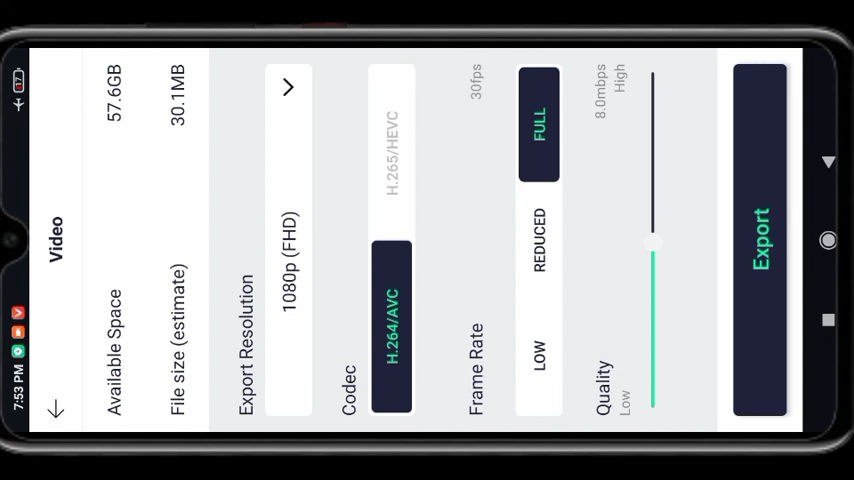 7:53 PM
17
Video
Available Space 57.6GB
File size (estimate) 30.1MB
Export Resolution
1080p (FHD)
Codec
H.264/AVC H.265/HEVC
Frame Rate 30fps
LOW REDUCED FULL
Quality 8.0mbps
Low High
Export